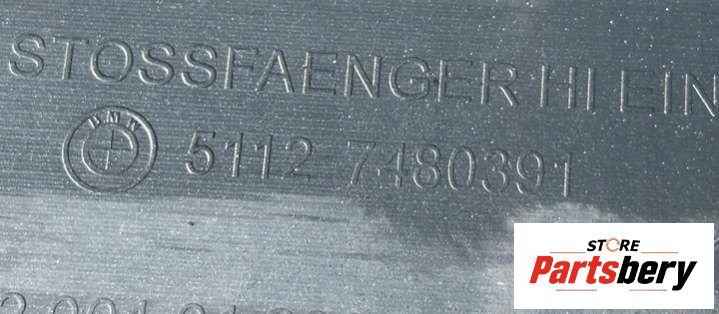 STOSSFAENGER HI EIN
BMW 5112 7480391
STORE
Partsbery